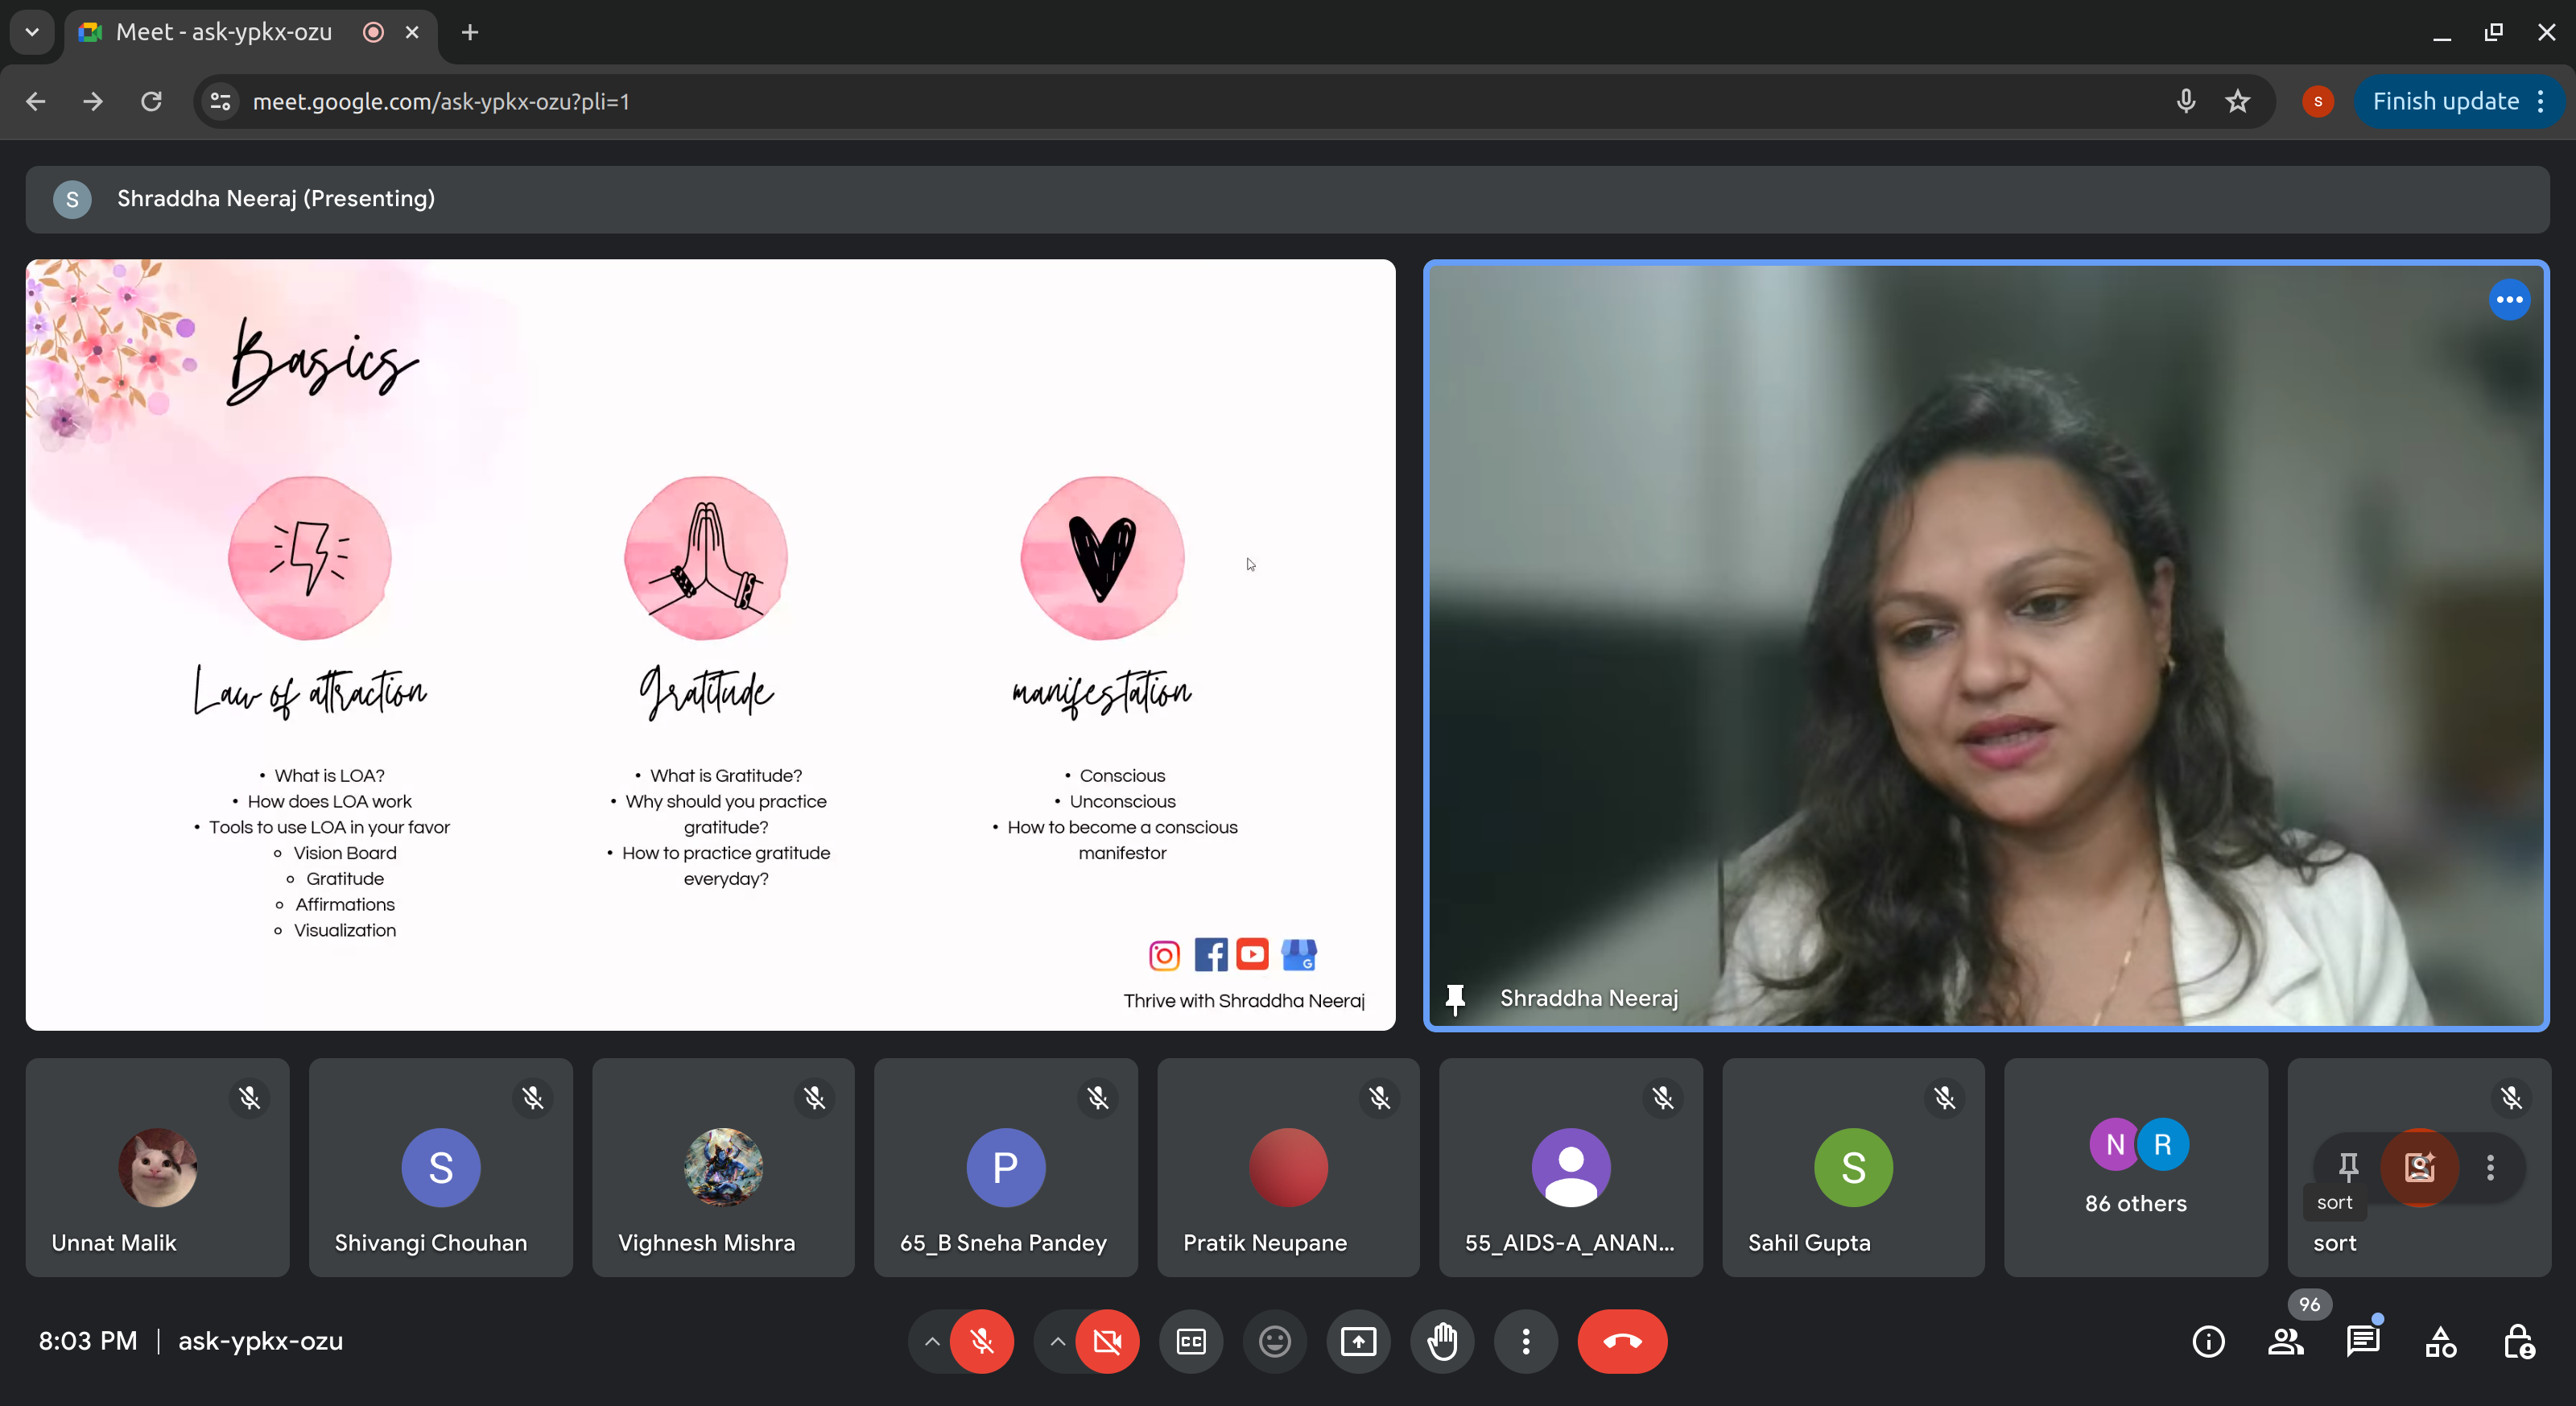 Meet - ask-ypkx-ozu
meet.google.com/ask-ypkx-ozu?pli=1
S
Finish update
S
Shraddha Neeraj (Presenting)
Basics
Law of attraction
• What is LOA?
• How does LOA work
• Tools to use LOA in your favor
◦ Vision Board
◦ Gratitude
◦ Affirmations
◦ Visualization
Gratitude
• What is Gratitude?
• Why should you practice
gratitude?
• How to practice gratitude
everyday?
manifestation
• Conscious
• Unconscious
• How to become a conscious
manifestor
Thrive with Shraddha Neeraj
Shraddha Neeraj
Unnat Malik
S
Shivangi Chouhan
Vighnesh Mishra
P
65_B Sneha Pandey
Pratik Neupane
55_AIDS-A_ANAN...
S
Sahil Gupta
N R
86 others
sort
sort
8:03 PM | ask-ypkx-ozu
CC
96